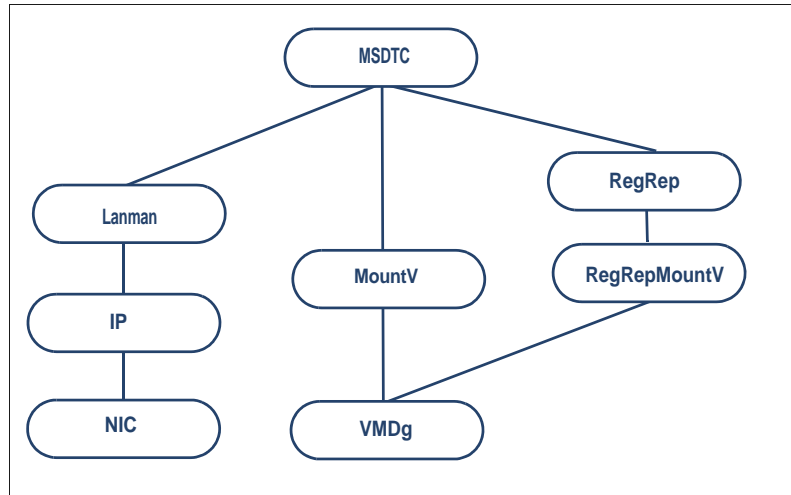 MSDTC
RegRep
Lanman
MountV
RegRepMountV
IP
NIC
VMDg